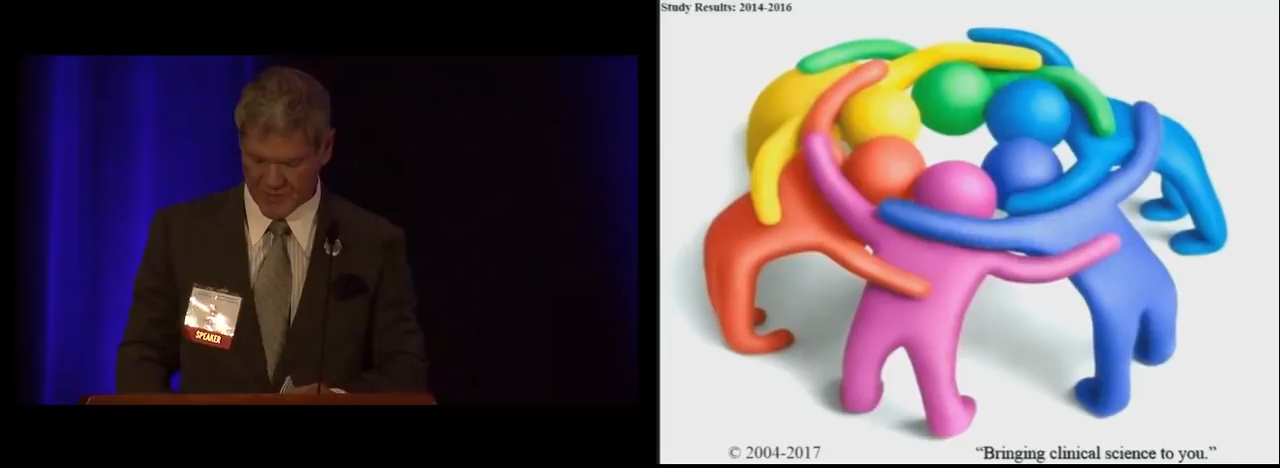 SPEAKER
Study Results: 2014-2016
© 2004-2017
“Bringing clinical science to you.”